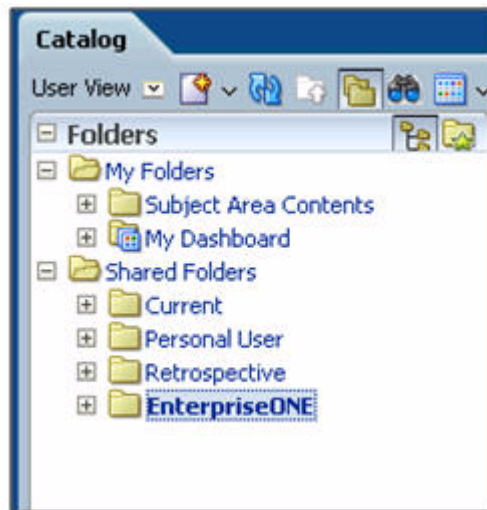 Catalog
User View
Folders
My Folders
Subject Area Contents
My Dashboard
Shared Folders
Current
Personal User
Retrospective
EnterpriseONE